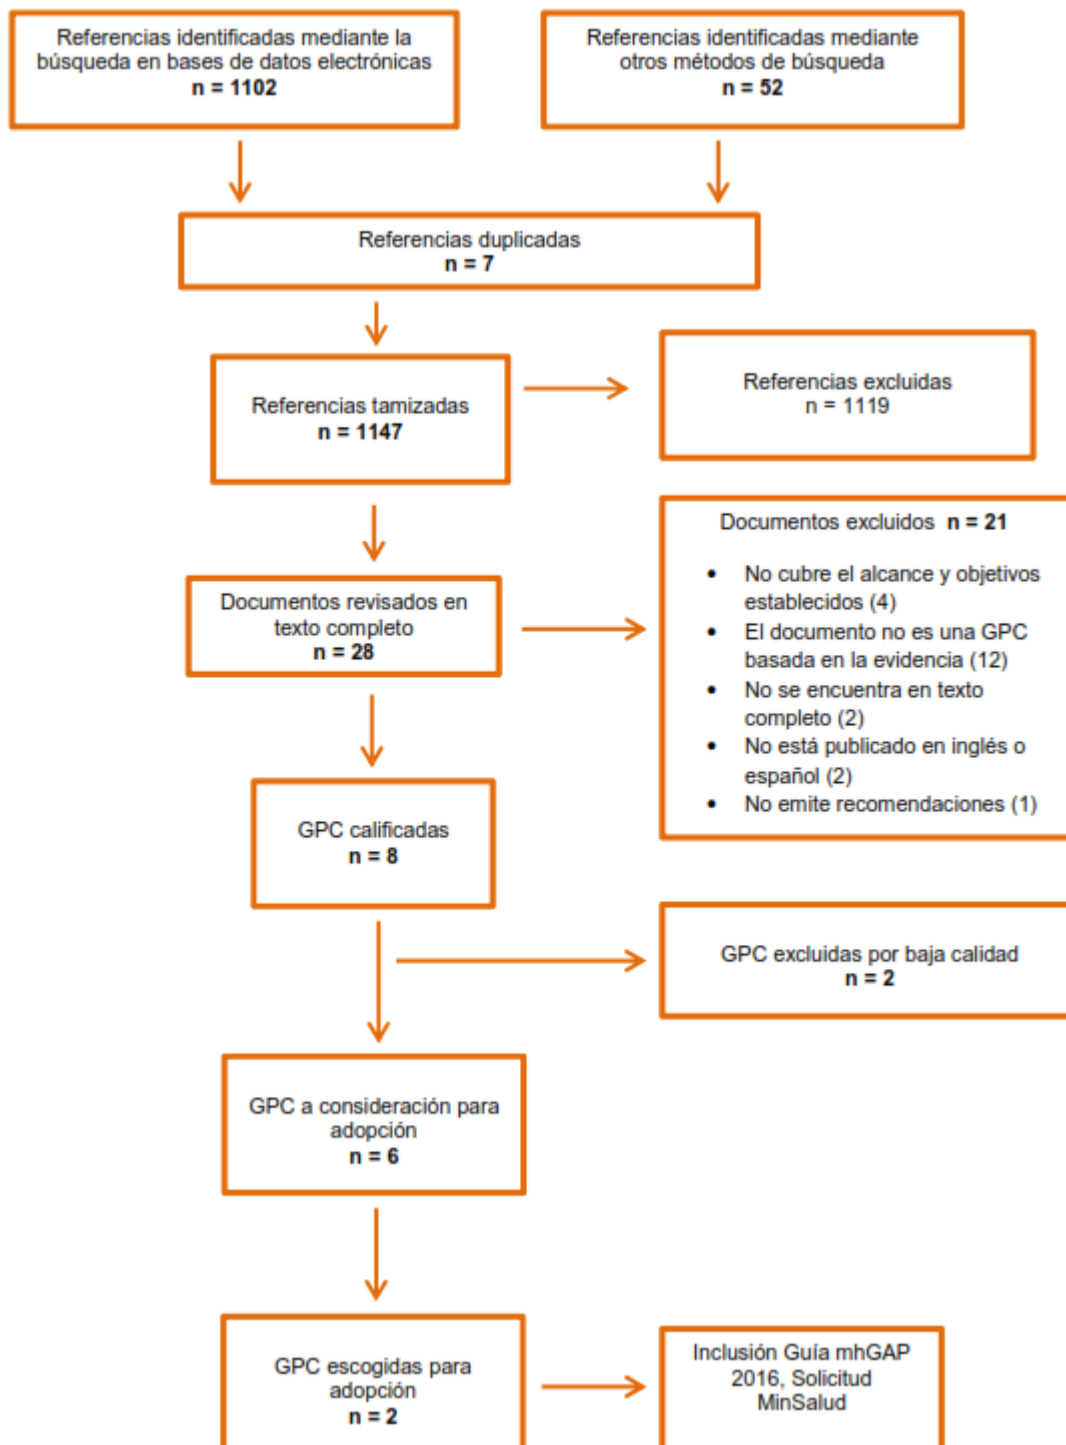 Referencias identificadas mediante la
búsqueda en bases de datos electrónicas
n = 1102
Referencias identificadas mediante
otros métodos de búsqueda
n = 52
Referencias duplicadas
n = 7
Referencias tamizadas
n = 1147
Referencias excluidas
n = 1119
Documentos revisados en
texto completo
n = 28
Documentos excluidos n = 21
• No cubre el alcance y objetivos
establecidos (4)
• El documento no es una GPC
basada en la evidencia (12)
• No se encuentra en texto
completo (2)
• No está publicado en inglés o
español (2)
• No emite recomendaciones (1)
GPC calificadas
n = 8
GPC excluidas por baja calidad
n = 2
GPC a consideración para
adopción
n = 6
GPC escogidas para
adopción
n = 2
Inclusión Guía mhGAP
2016, Solicitud
MinSalud